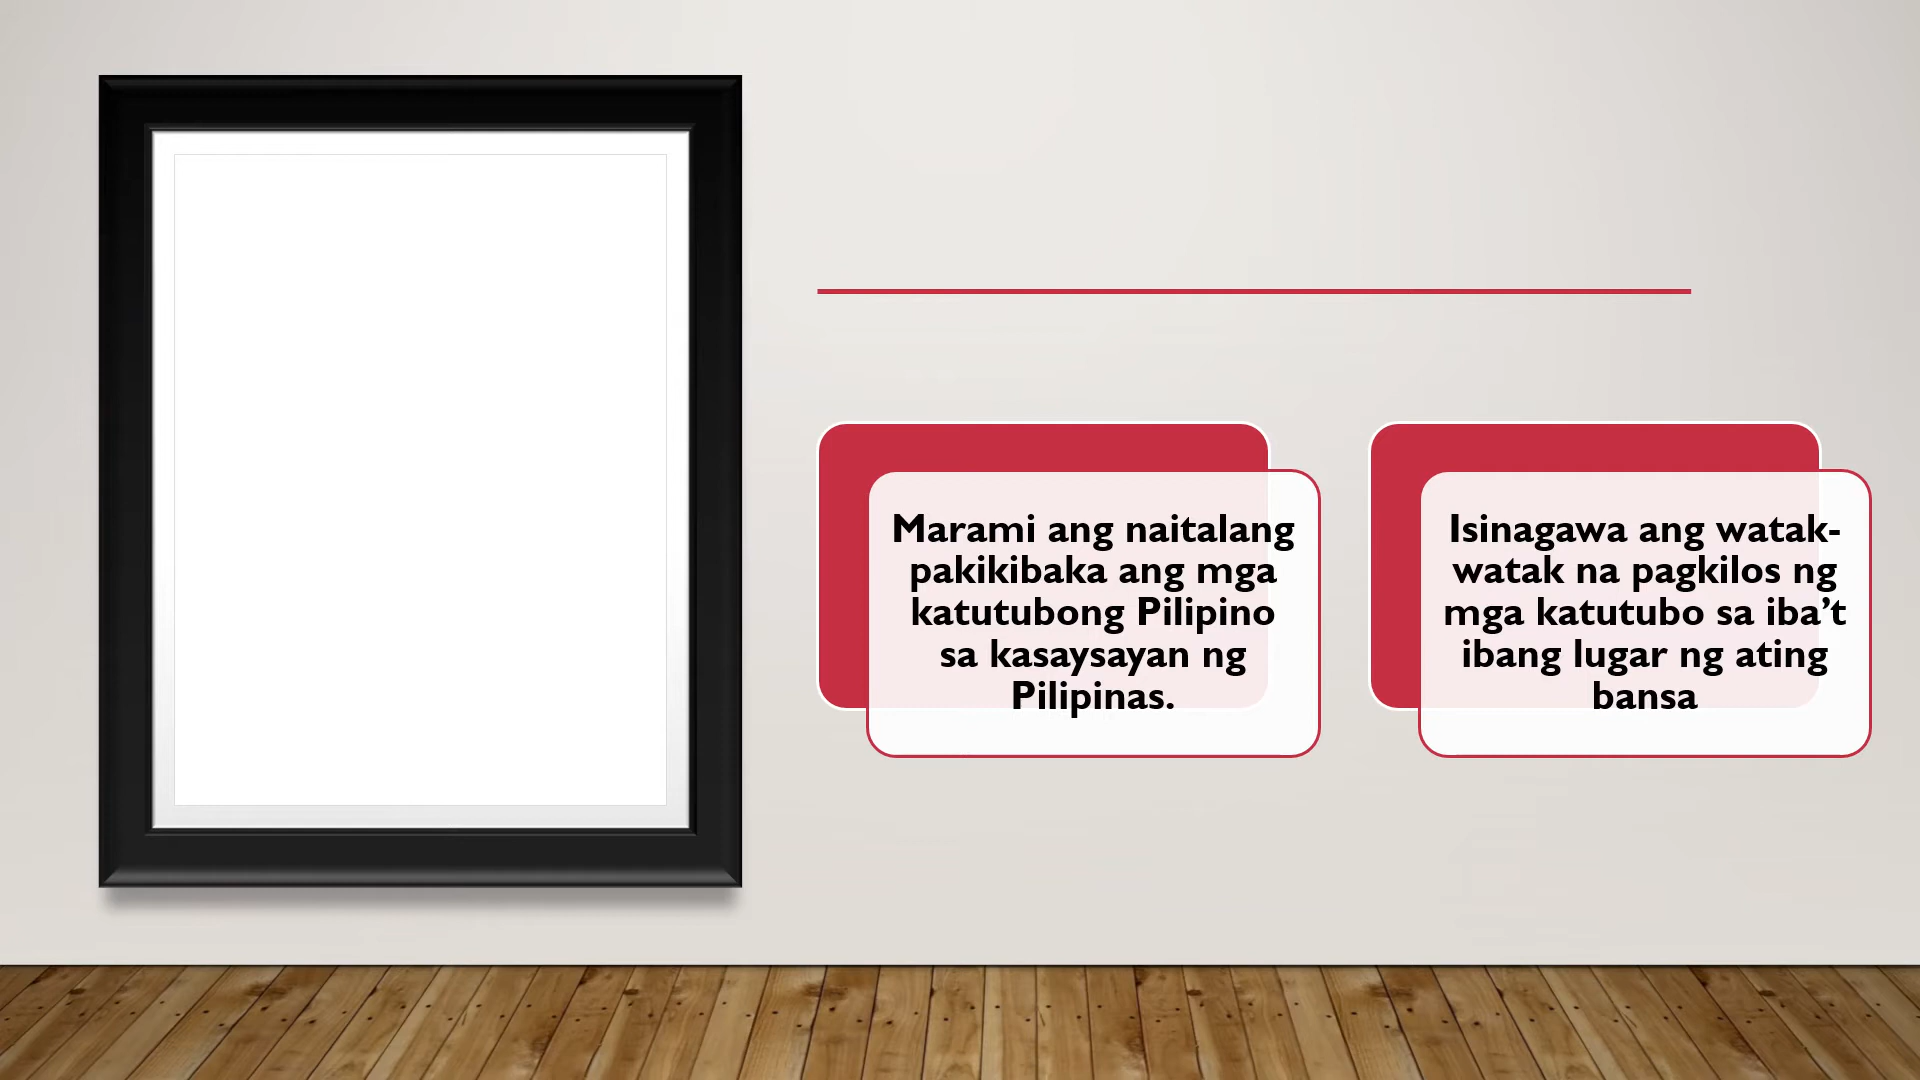 Marami ang naitalang
pakikibaka ang mga
katutubong Pilipino
sa kasaysayan ng
Pilipinas.
Isinagawa ang watak-
watak na pagkilos ng
mga katutubo sa iba’t
ibang lugar ng ating
bansa